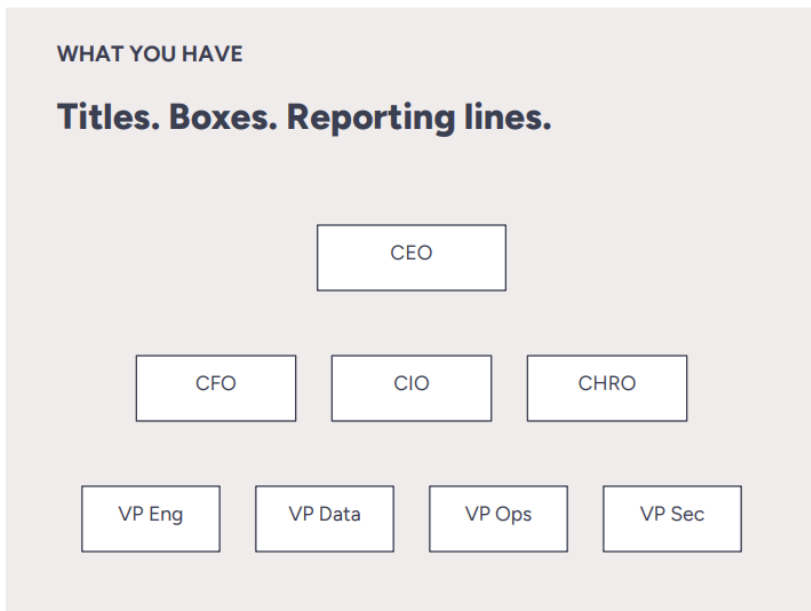 WHAT YOU HAVE
Titles. Boxes. Reporting lines.
CEO
CFO CIO CHRO
VP Eng VP Data VP Ops VP Sec